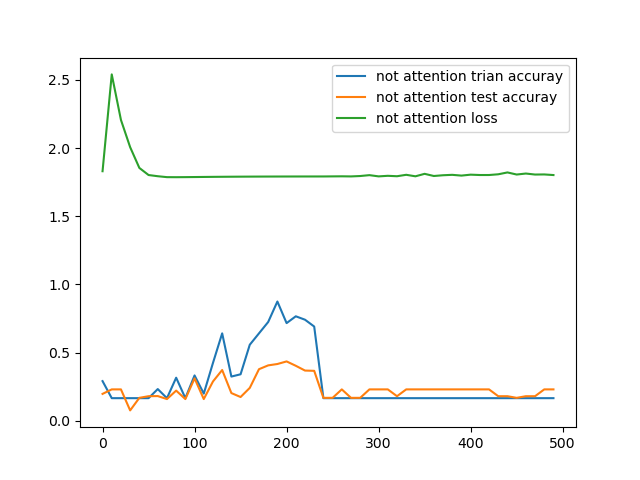 not attention trian accuray
not attention test accuray
not attention loss
2.5
2.0
1.5
1.0
0.5
0.0
0 100 200 300 400 500